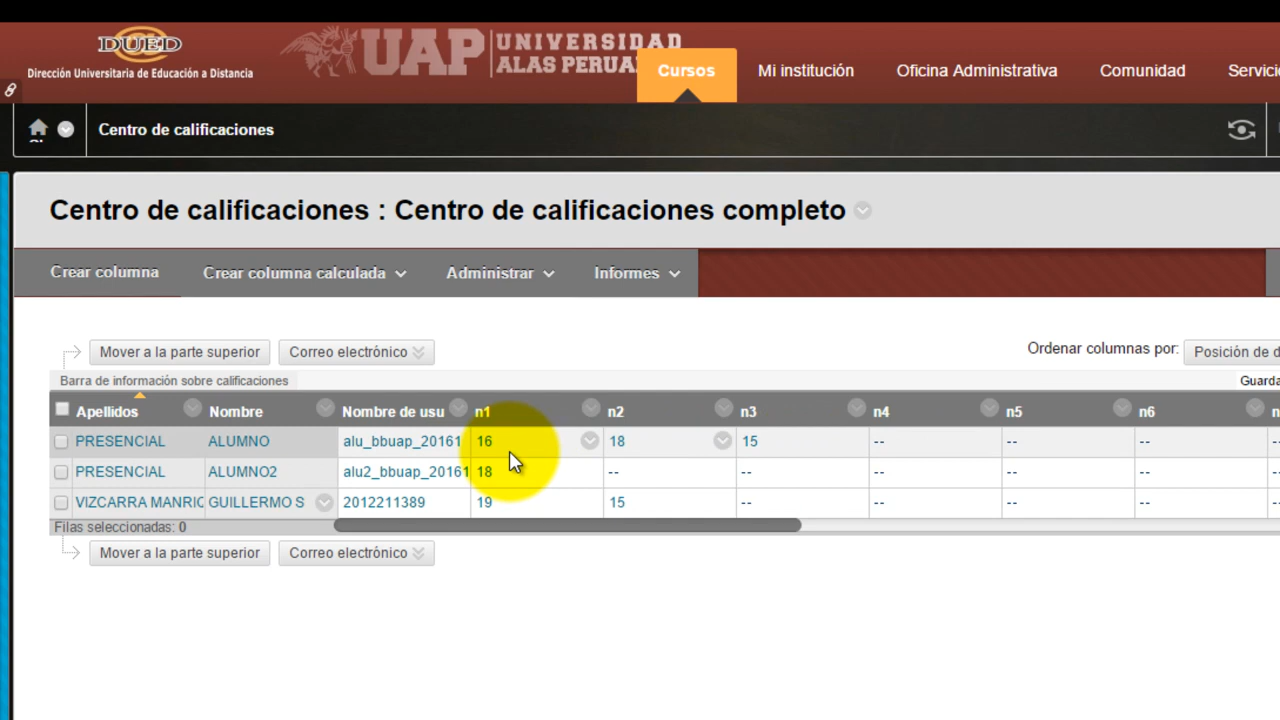 DUED
Dirección Universitaria de Educación a Distancia
UAP UNIVERSIDAD
ALAS PERUA
Cursos Mi institución Oficina Administrativa Comunidad Servici
Centro de calificaciones
Centro de calificaciones : Centro de calificaciones completo
Crear columna Crear columna calculada Administrar Informes
Mover a la parte superior Correo electrónico Ordenar columnas por: Posición de d
Barra de información sobre calificaciones Guarda
Apellidos Nombre Nombre de usu n1 n2 n3 n4 n5 n6 n
PRESENCIAL ALUMNO alu_bbuap_20161 16 18 15 -- -- -- --
PRESENCIAL ALUMNO2 alu2_bbuap_20161 18 -- -- -- -- -- --
VIZCARRA MANRIC GUILLERMO S 2012211389 19 15 -- -- -- -- --
Filas seleccionadas: 0
Mover a la parte superior Correo electrónico